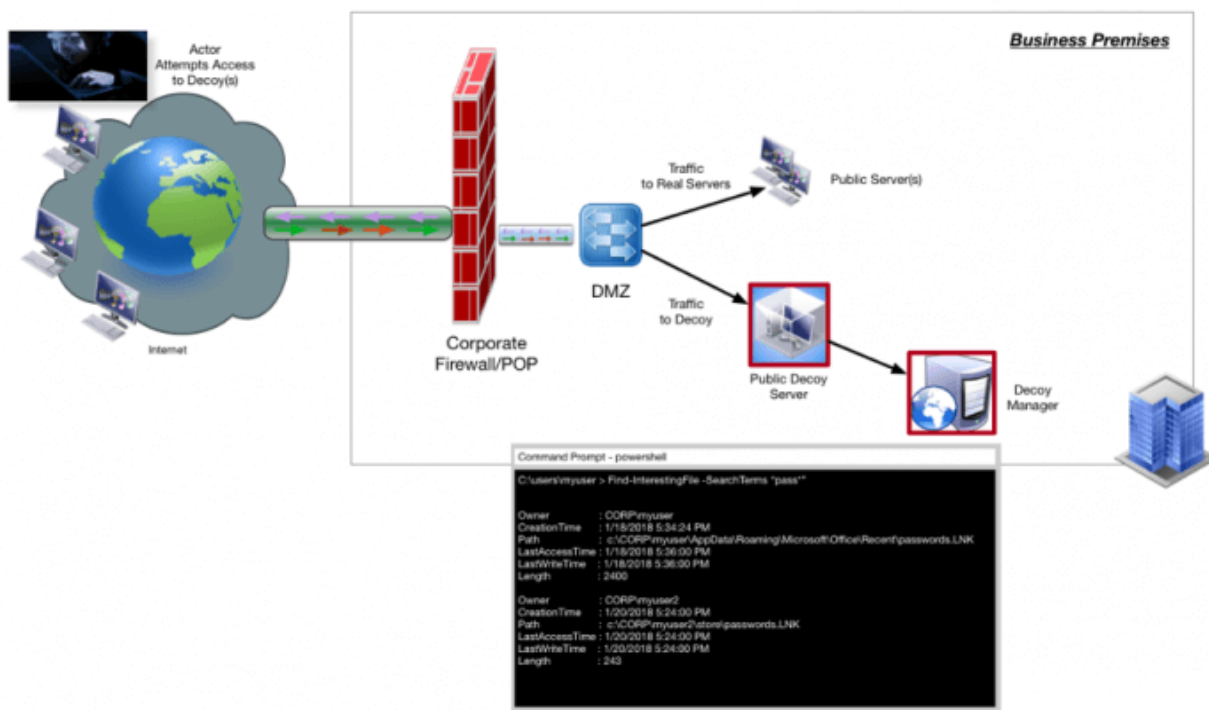 Business Premises
Actor
Attempts Access
to Decoy(s)
Traffic
to Real Servers
Public Server(s)
DMZ
Traffic
to Decoy
Internet
Corporate
Firewall/POP
Public Decoy
Server
Decoy
Manager
Command Prompt - powershell
C:\users\myuser > Find-InterestingFile -SearchTerms "pass*"
Owner : CORP\myuser
CreationTime : 1/18/2018 5:34:24 PM
Path : c:\CORP\myuser\AppData\Roaming\Microsoft\Office\Recent\passwords.LNK
LastAccessTime : 1/18/2018 5:36:00 PM
LastWriteTime : 1/18/2018 5:36:00 PM
Length : 2400
Owner : CORP\myuser2
CreationTime : 1/20/2018 5:24:00 PM
Path : c:\CORP\myuser2\store\passwords.LNK
LastAccessTime : 1/20/2018 5:24:00 PM
LastWriteTime : 1/20/2018 5:24:00 PM
Length : 243